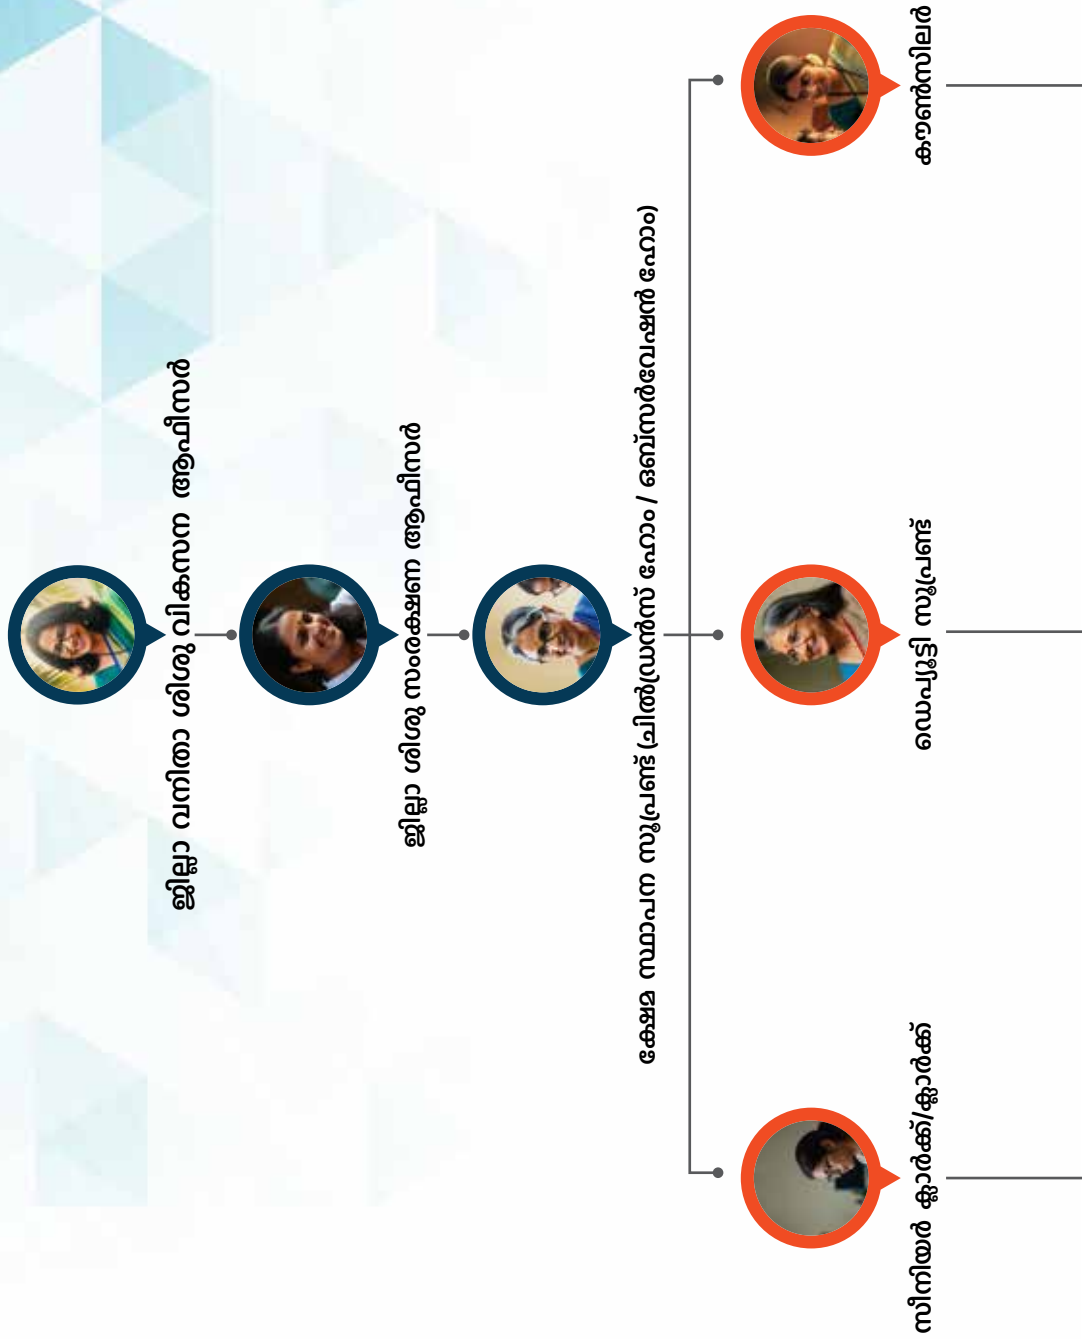 ജില്ലാ വനിതാ ശിശു വികസന ആഫീസർ
ജില്ലാ ശിശു സംരക്ഷണ ആഫീസർ
ക്ഷേമ സ്ഥാപന സൂപ്രണ്ട് (ചിൽഡ്രൻസ് ഹോം / ഒബ്സർവേഷൻ ഹോം)
സീനിയർ ക്ലാർക്ക്/ക്ലാർക്ക്
ഡെപ്യൂട്ടി സൂപ്രണ്ട്
കൗൺസിലർ